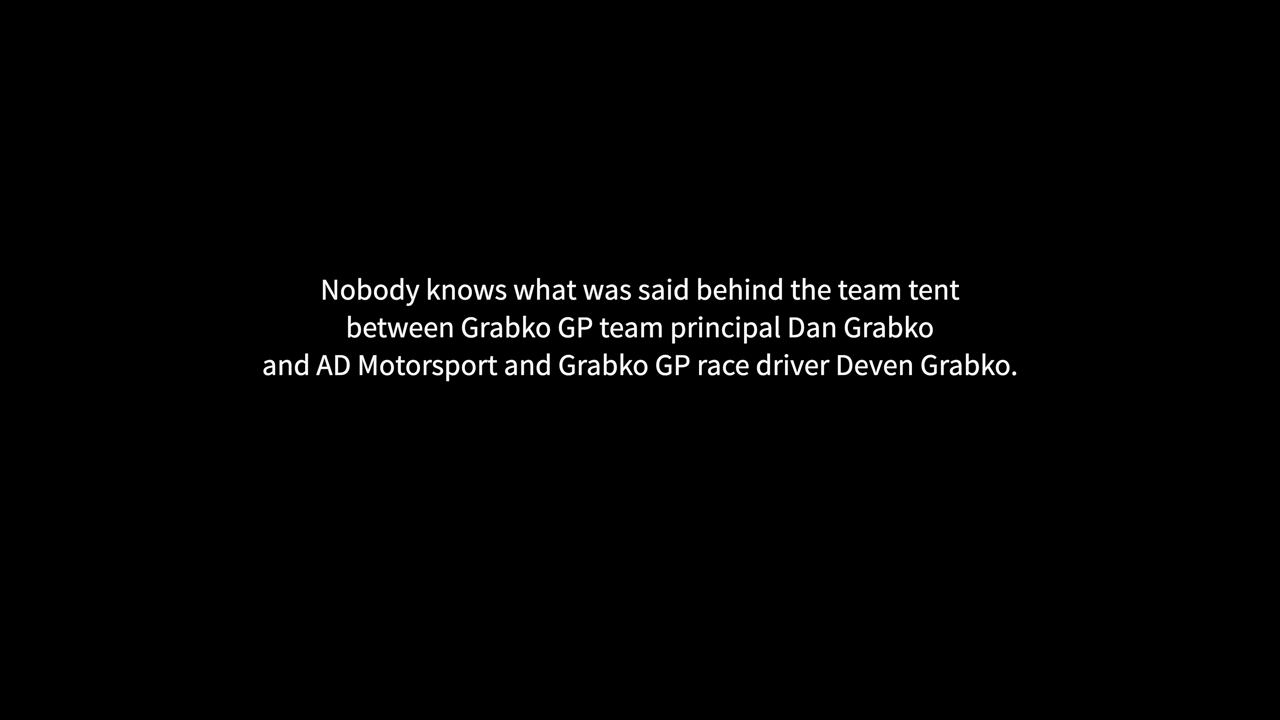 Nobody knows what was said behind the team tent
between Grabko GP team principal Dan Grabko
and AD Motorsport and Grabko GP race driver Deven Grabko.